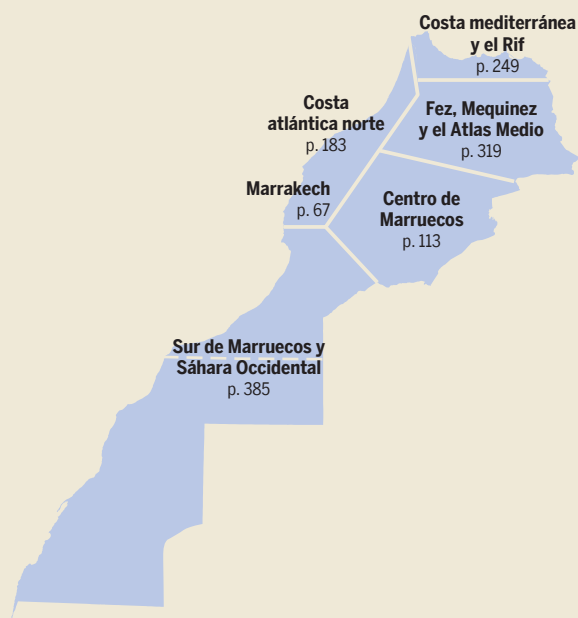 Costa mediterránea
y el Rif
p. 249
Costa
atlántica norte
p. 183
Fez, Mequinez
y el Atlas Medio
p. 319
Marrakech
p. 67
Centro de
Marruecos
p. 113
Sur de Marruecos y
Sáhara Occidental
p. 385